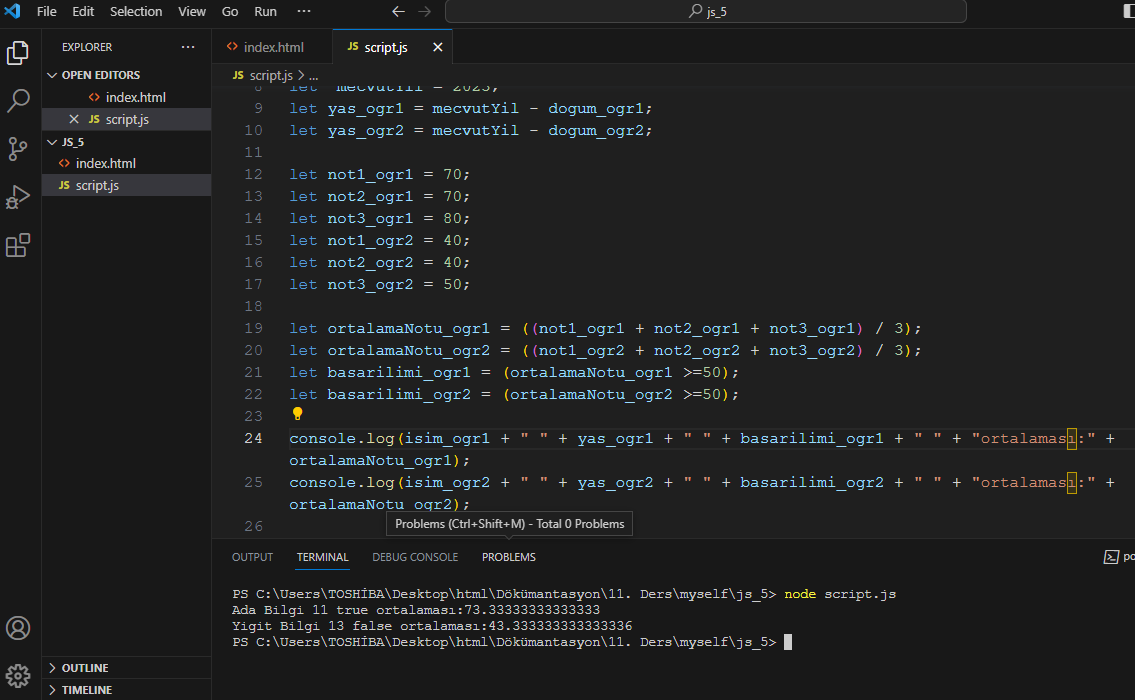 File Edit Selection View Go Run ··· js_5
EXPLORER ···
OPEN EDITORS
index.html
script.js
JS_5
index.html
JS script.js
index.html JS script.js
JS script.js > ...
9 let yas_ogr1 = mecvutYil - dogum_ogr1;
10 let yas_ogr2 = mecvutYil - dogum_ogr2;
11
12 let not1_ogr1 = 70;
13 let not2_ogr1 = 70;
14 let not3_ogr1 = 80;
15 let not1_ogr2 = 40;
16 let not2_ogr2 = 40;
17 let not3_ogr2 = 50;
18
19 let ortalamaNotu_ogr1 = ((not1_ogr1 + not2_ogr1 + not3_ogr1) / 3);
20 let ortalamaNotu_ogr2 = ((not1_ogr2 + not2_ogr2 + not3_ogr2) / 3);
21 let basarilimi_ogr1 = (ortalamaNotu_ogr1 >=50);
22 let basarilimi_ogr2 = (ortalamaNotu_ogr2 >=50);
23
24 console.log(isim_ogr1 + " " + yas_ogr1 + " " + basarilimi_ogr1 + " " + "ortalaması:" +
ortalamaNotu_ogr1);
25 console.log(isim_ogr2 + " " + yas_ogr2 + " " + basarilimi_ogr2 + " " + "ortalaması:" +
ortalamaNotu_ogr2);
26
Problems (Ctrl+Shift+M) - Total 0 Problems
OUTPUT TERMINAL DEBUG CONSOLE PROBLEMS
PS C:\Users\TOSHİBA\Desktop\html\Dökümantasyon\11. Ders\myself\js_5> node script.js
Ada Bilgi 11 true ortalaması:73.33333333333333
Yigit Bilgi 13 false ortalaması:43.333333333333336
PS C:\Users\TOSHİBA\Desktop\html\Dökümantasyon\11. Ders\myself\js_5>
OUTLINE
TIMELINE